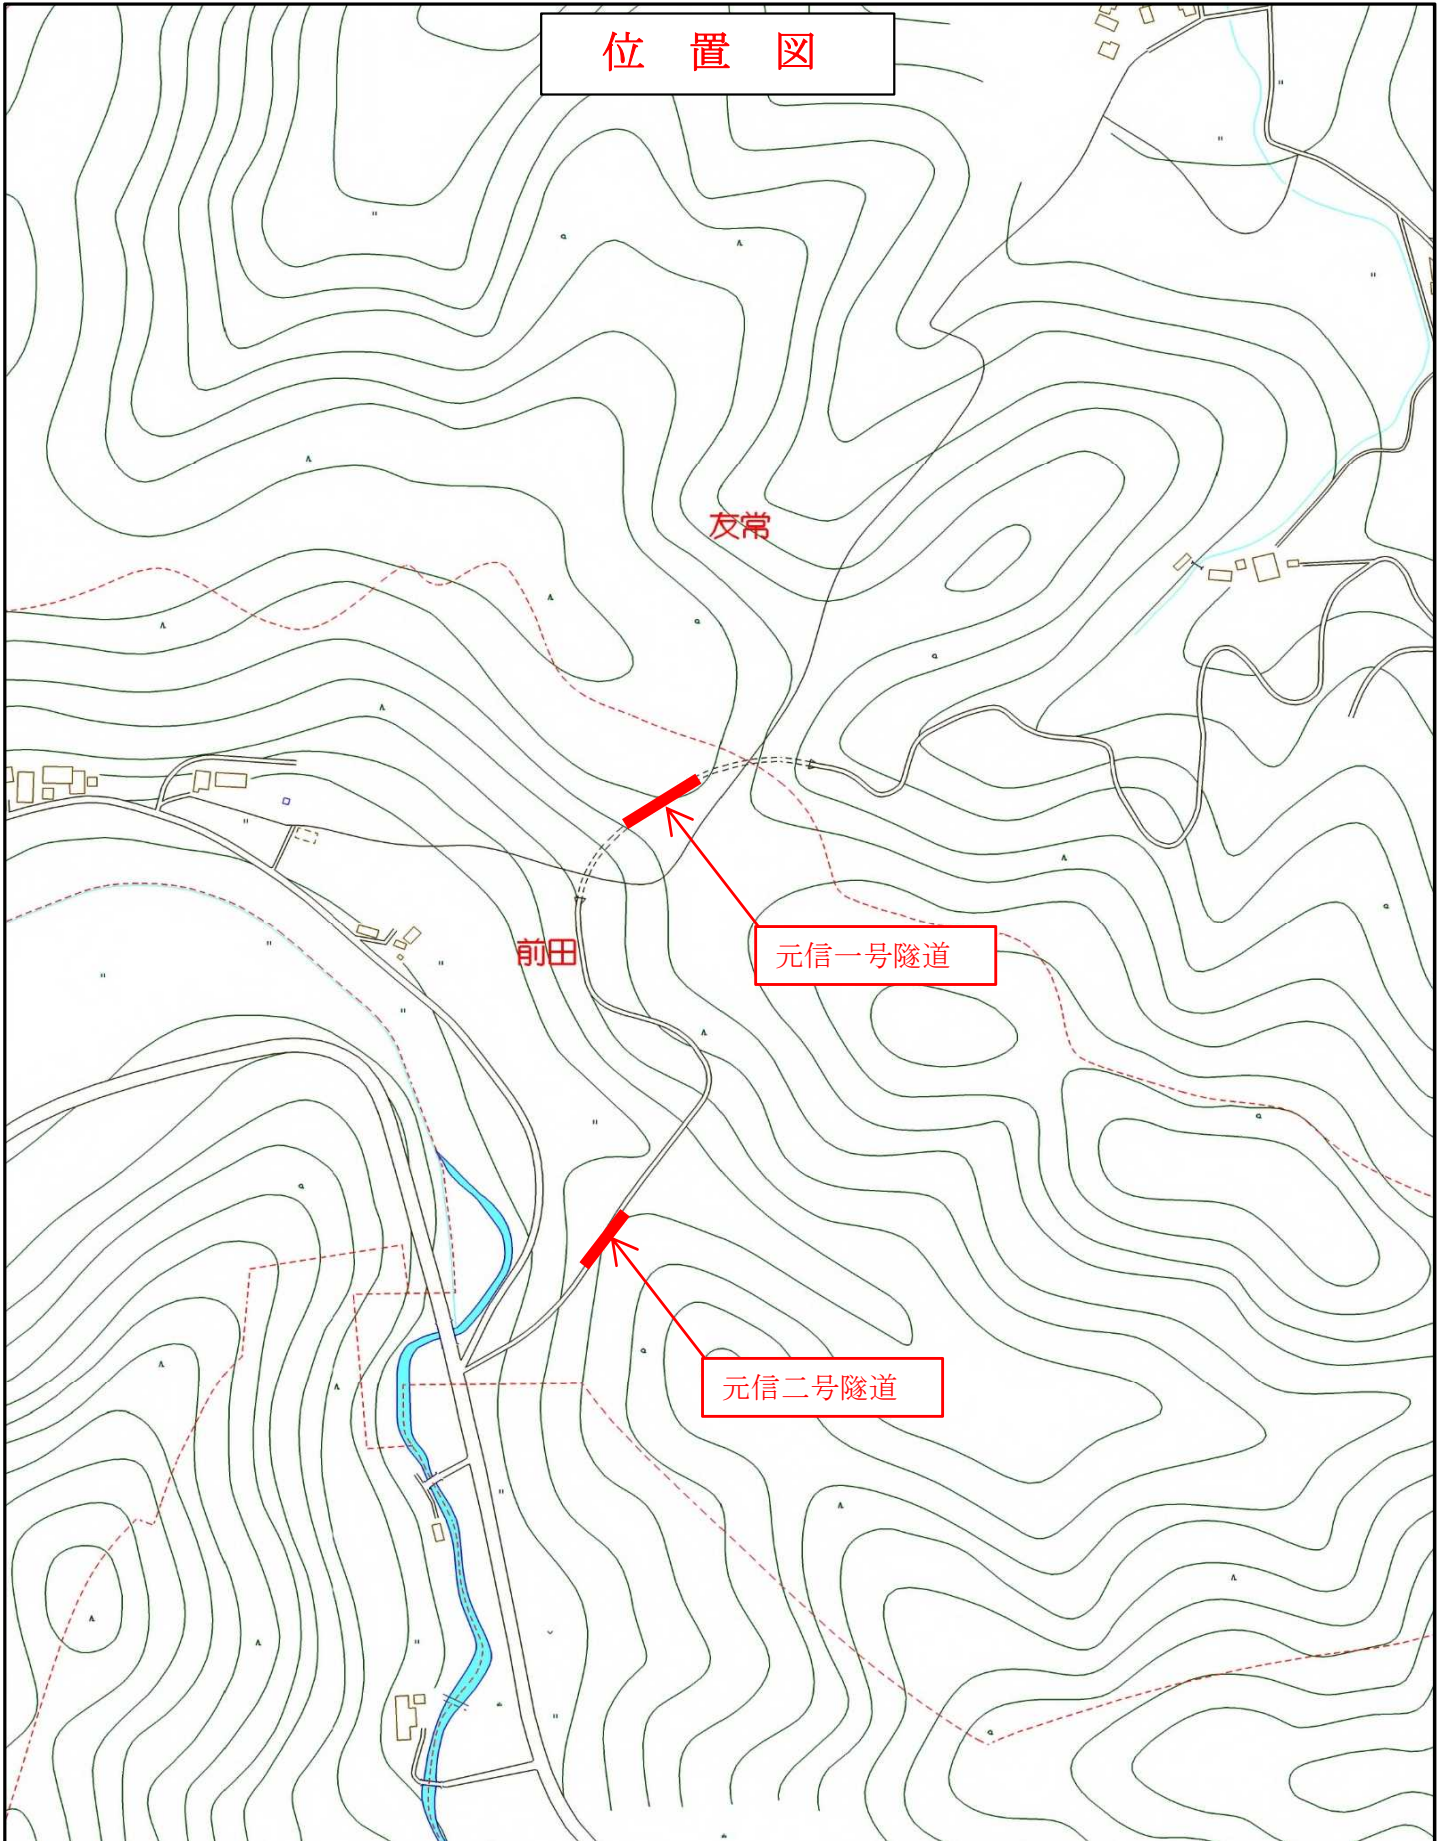 位 置 図
友常
前田
元信一号隧道
元信二号隧道